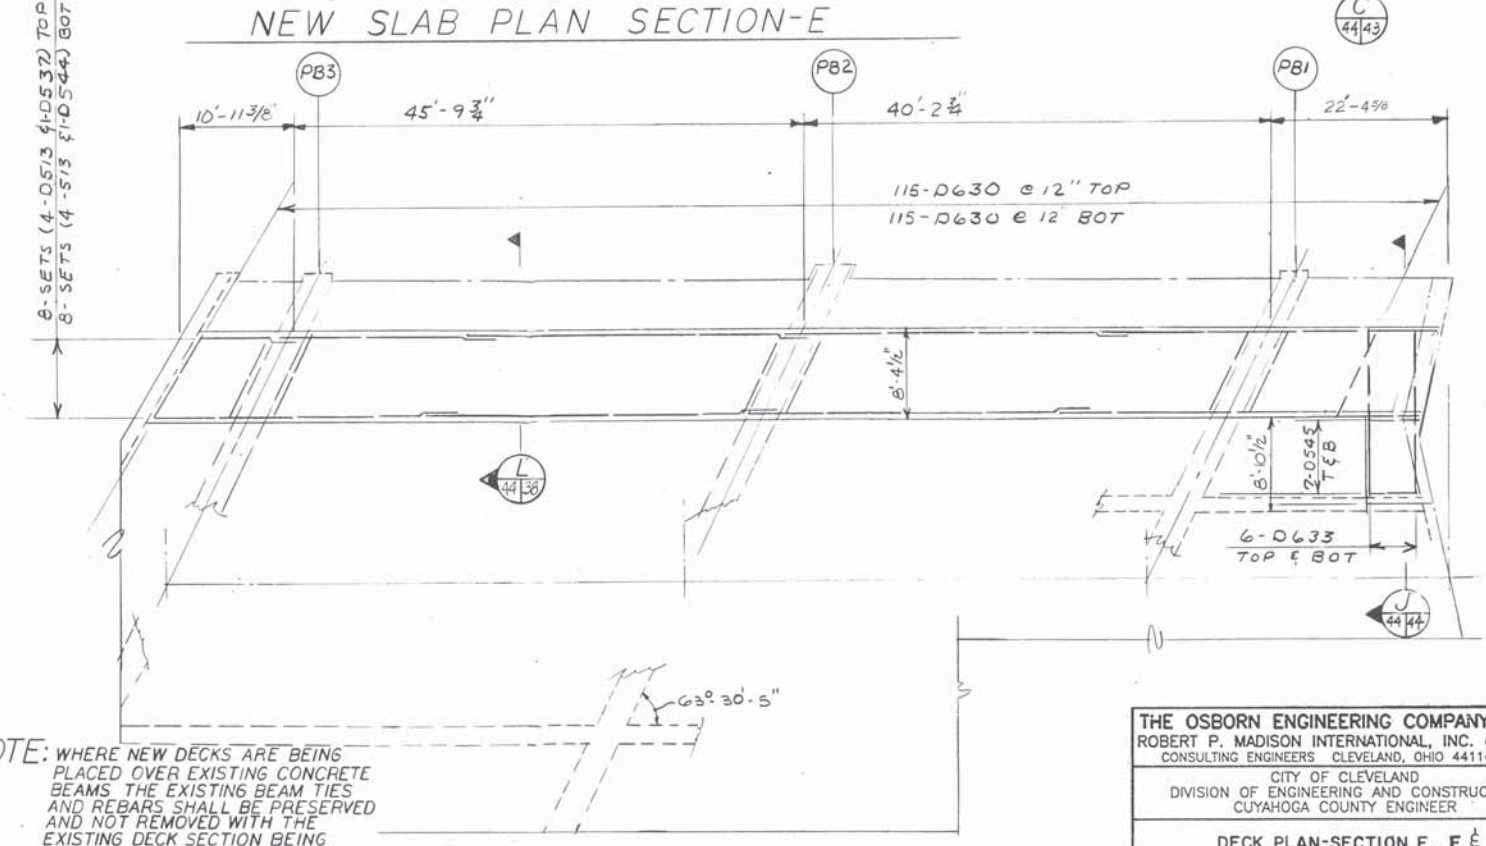 NEW SLAB PLAN SECTION-E
C
44 43
8-SETS (4-D513 & 1-D537) TOP
8-SETS (4-513 & 1-D544) BOT
PB3
PB2
PB1
10'-11 3/8"
45'-9 3/4"
40'-2 3/4"
22'-4 5/8
115-D630 @ 12" TOP
115-D630 @ 12" BOT
8'-4 1/2"
8'-10 1/2"
7-D545
T & B
L
44 38
6-D633
TOP & BOT
J
44 44
63° 30'-5"
OTE: WHERE NEW DECKS ARE BEING
PLACED OVER EXISTING CONCRETE
BEAMS THE EXISTING BEAM TIES
AND REBARS SHALL BE PRESERVED
AND NOT REMOVED WITH THE
EXISTING DECK SECTION BEING
THE OSBORN ENGINEERING COMPANY
ROBERT P. MADISON INTERNATIONAL, INC.
CONSULTING ENGINEERS CLEVELAND, OHIO 4411
CITY OF CLEVELAND
DIVISION OF ENGINEERING AND CONSTRUC
CUYAHOGA COUNTY ENGINEER
DECK PLAN-SECTION E, F &